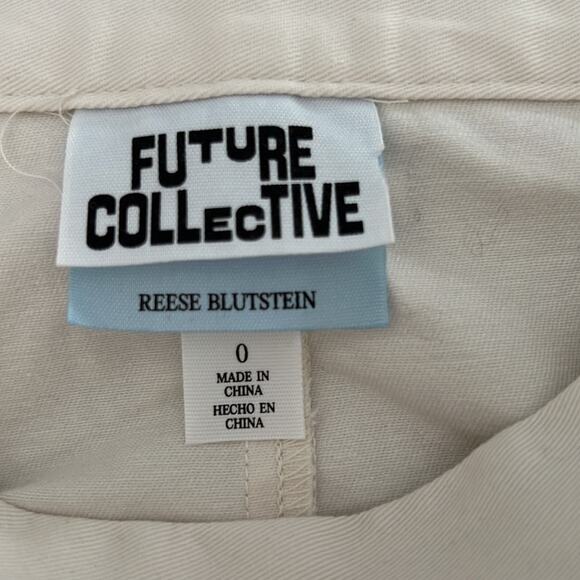 FUTURE
COLLECTIVE
REESE BLUTSTEIN
0
MADE IN
CHINA
HECHO EN
CHINA